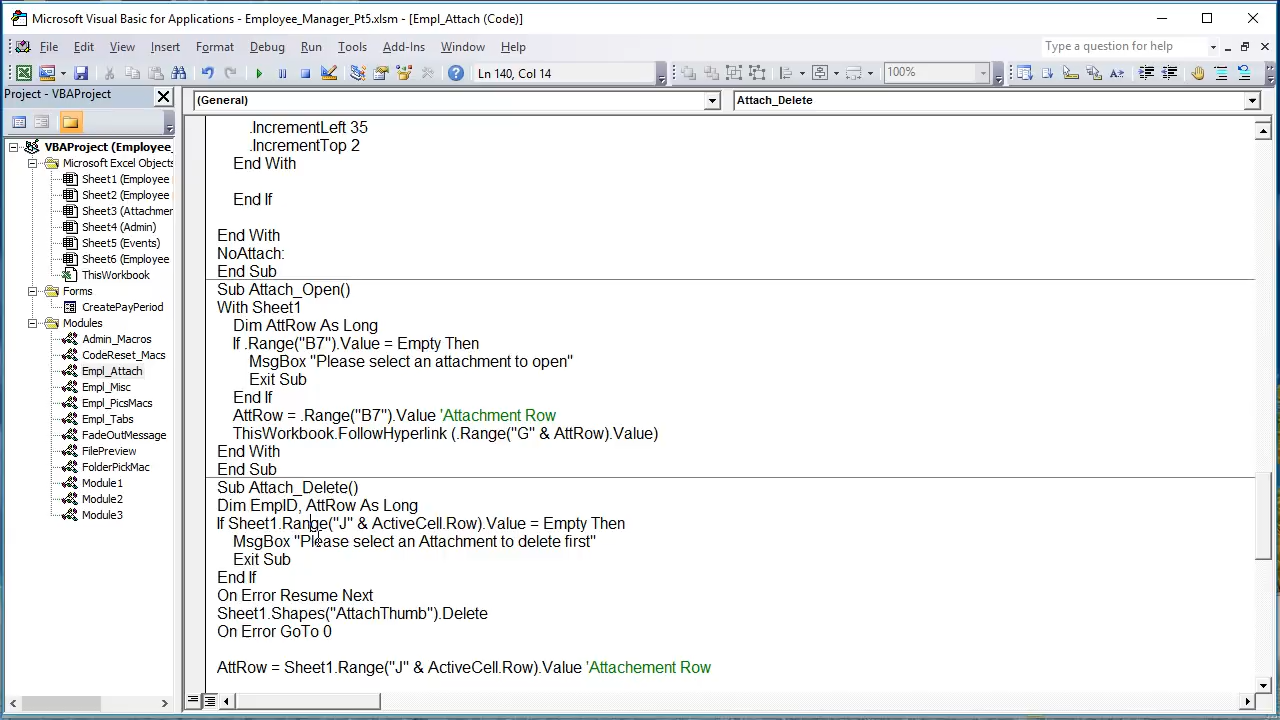 Microsoft Visual Basic for Applications - Employee_Manager_Pt5.xlsm - [Empl_Attach (Code)]
File Edit View Insert Format Debug Run Tools Add-Ins Window Help
Type a question for help
Ln 140, Col 14
100%
Project - VBAProject
(General)
Attach_Delete
VBAProject (Employee_
Microsoft Excel Objects
Sheet1 (Employee
Sheet2 (Employee
Sheet3 (Attachmer
Sheet4 (Admin)
Sheet5 (Events)
Sheet6 (Employee
ThisWorkbook
Forms
CreatePayPeriod
Modules
Admin_Macros
CodeReset_Macs
Empl_Attach
Empl_Misc
Empl_PicsMacs
Empl_Tabs
FadeOutMessage
FilePreview
FolderPickMac
Module1
Module2
Module3
.IncrementLeft 35
.IncrementTop 2
End With
End If
End With
NoAttach:
End Sub
Sub Attach_Open()
With Sheet1
Dim AttRow As Long
If .Range("B7").Value = Empty Then
MsgBox "Please select an attachment to open"
Exit Sub
End If
AttRow = .Range("B7").Value 'Attachment Row
ThisWorkbook.FollowHyperlink (.Range("G" & AttRow).Value)
End With
End Sub
Sub Attach_Delete()
Dim EmpID, AttRow As Long
If Sheet1.Range("J" & ActiveCell.Row).Value = Empty Then
MsgBox "Please select an Attachment to delete first"
Exit Sub
End If
On Error Resume Next
Sheet1.Shapes("AttachThumb").Delete
On Error GoTo 0
AttRow = Sheet1.Range("J" & ActiveCell.Row).Value 'Attachement Row